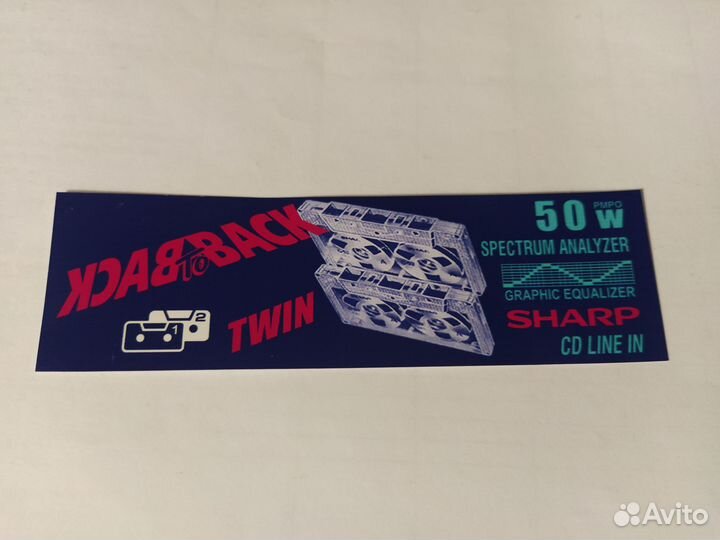 BACK to BACK
1 2
TWIN
50 W
PMPO
SPECTRUM ANALYZER
GRAPHIC EQUALIZER
SHARP
CD LINE IN
Avito